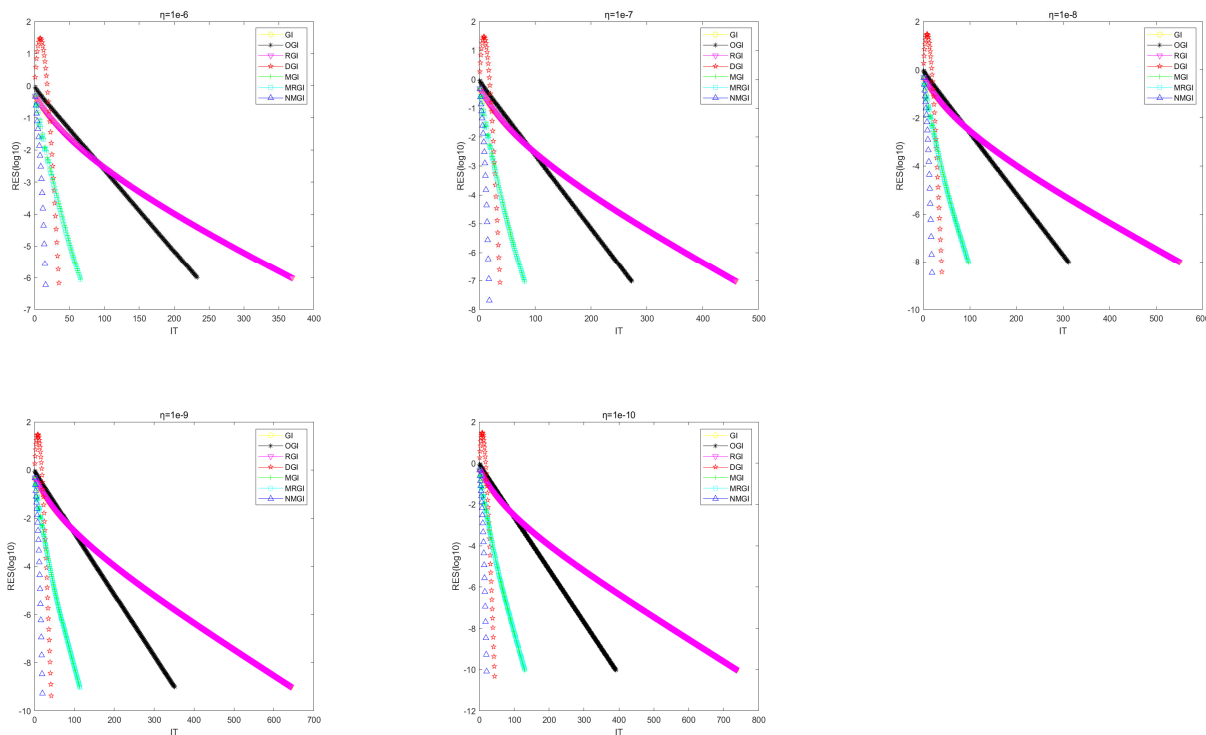 η=1e-6
2
1
0
-1
-2
-3
-4
-5
-6
-7
RES(log10)
0 50 100 150 200 250 300 350 400
IT
GI
OGI
RGI
DGI
MGI
MRGI
NMGI
η=1e-7
2
1
0
-1
-2
-3
-4
-5
-6
-7
-8
RES(log10)
0 100 200 300 400 500
IT
GI
OGI
RGI
DGI
MGI
MRGI
NMGI
η=1e-8
2
0
-2
-4
-6
-8
-10
RES(log10)
0 100 200 300 400 500 600
IT
GI
OGI
RGI
DGI
MGI
MRGI
NMGI
η=1e-9
2
0
-2
-4
-6
-8
-10
RES(log10)
0 100 200 300 400 500 600 700
IT
GI
OGI
RGI
DGI
MGI
MRGI
NMGI
η=1e-10
2
0
-2
-4
-6
-8
-10
-12
RES(log10)
0 100 200 300 400 500 600 700 800
IT
GI
OGI
RGI
DGI
MGI
MRGI
NMGI